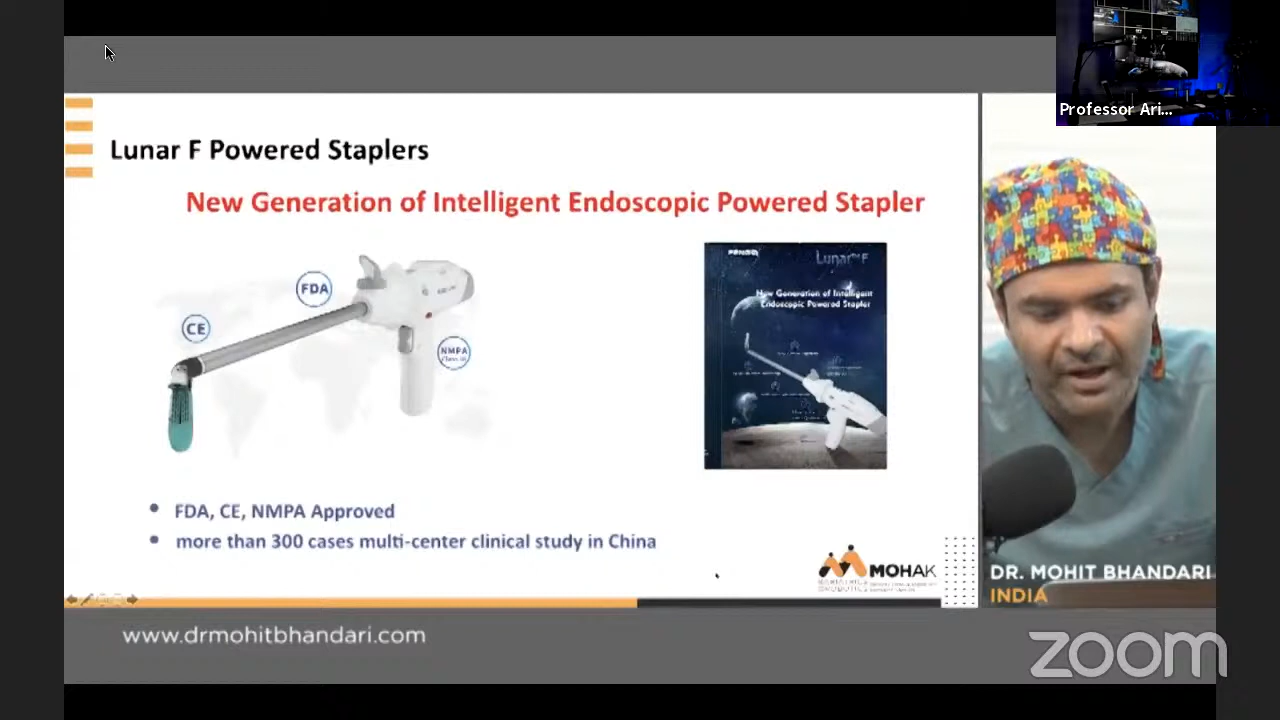 Professor Ari...
Lunar F Powered Staplers
New Generation of Intelligent Endoscopic Powered Stapler
FDA
CE
NMPA
Lunar™ F
New Generation of Intelligent
Endoscopic Powered Stapler
• FDA, CE, NMPA Approved
• more than 300 cases multi-center clinical study in China
MOHAK
DR. MOHIT BHANDARI
INDIA
www.drmohitbhandari.com
zoom